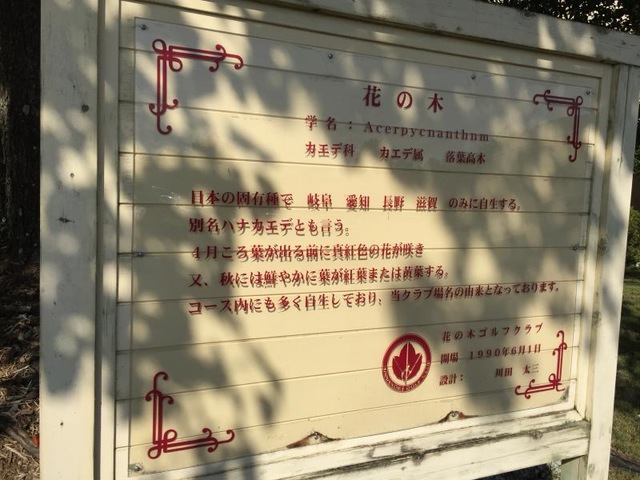 花の木
学名：Acerpycnanthnm
カエデ科 カエデ属 落葉高木
日本の固有種で 岐阜 愛知 長野 滋賀 のみに自生する。
別名ハナカエデとも言う。
4月ころ葉が出る前に真紅色の花が咲き
又、秋には鮮やかに葉が紅葉または黄葉する。
コース内にも多く自生しており、当クラブ場名の由来となっております。
花の木ゴルフクラブ
開場 1990年6月1日
設計： 川田 太三